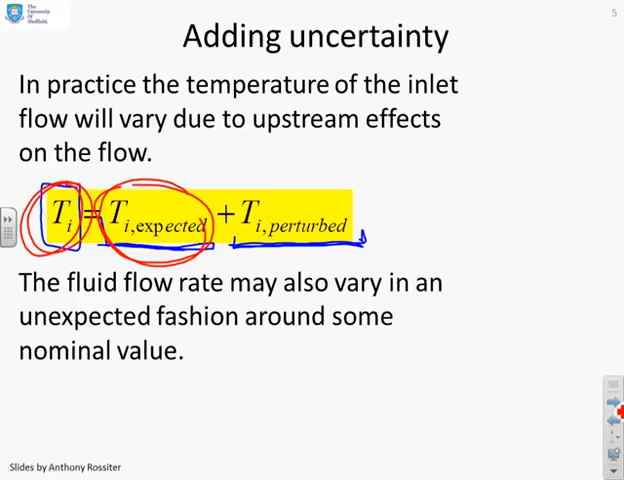 The
University
Of
Sheffield.
5
Adding uncertainty
In practice the temperature of the inlet
flow will vary due to upstream effects
on the flow.
T_i = T_{i,expected} + T_{i,perturbed}
The fluid flow rate may also vary in an
unexpected fashion around some
nominal value.
Slides by Anthony Rossiter